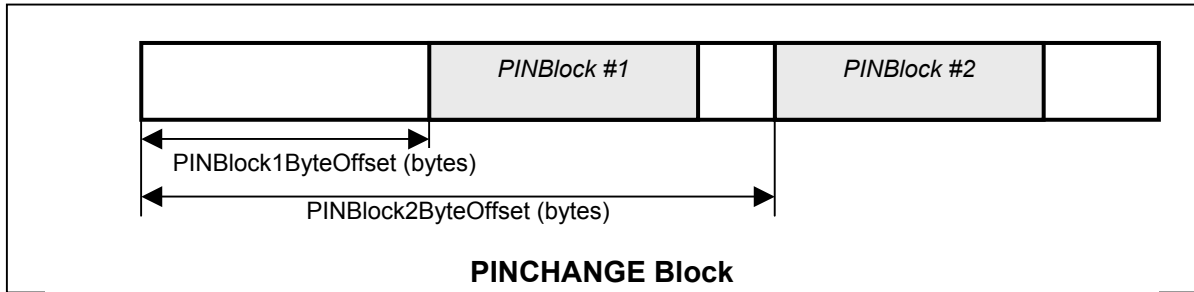 PINBlock #1 PINBlock #2
PINBlock1ByteOffset (bytes)
PINBlock2ByteOffset (bytes)
PINCHANGE Block